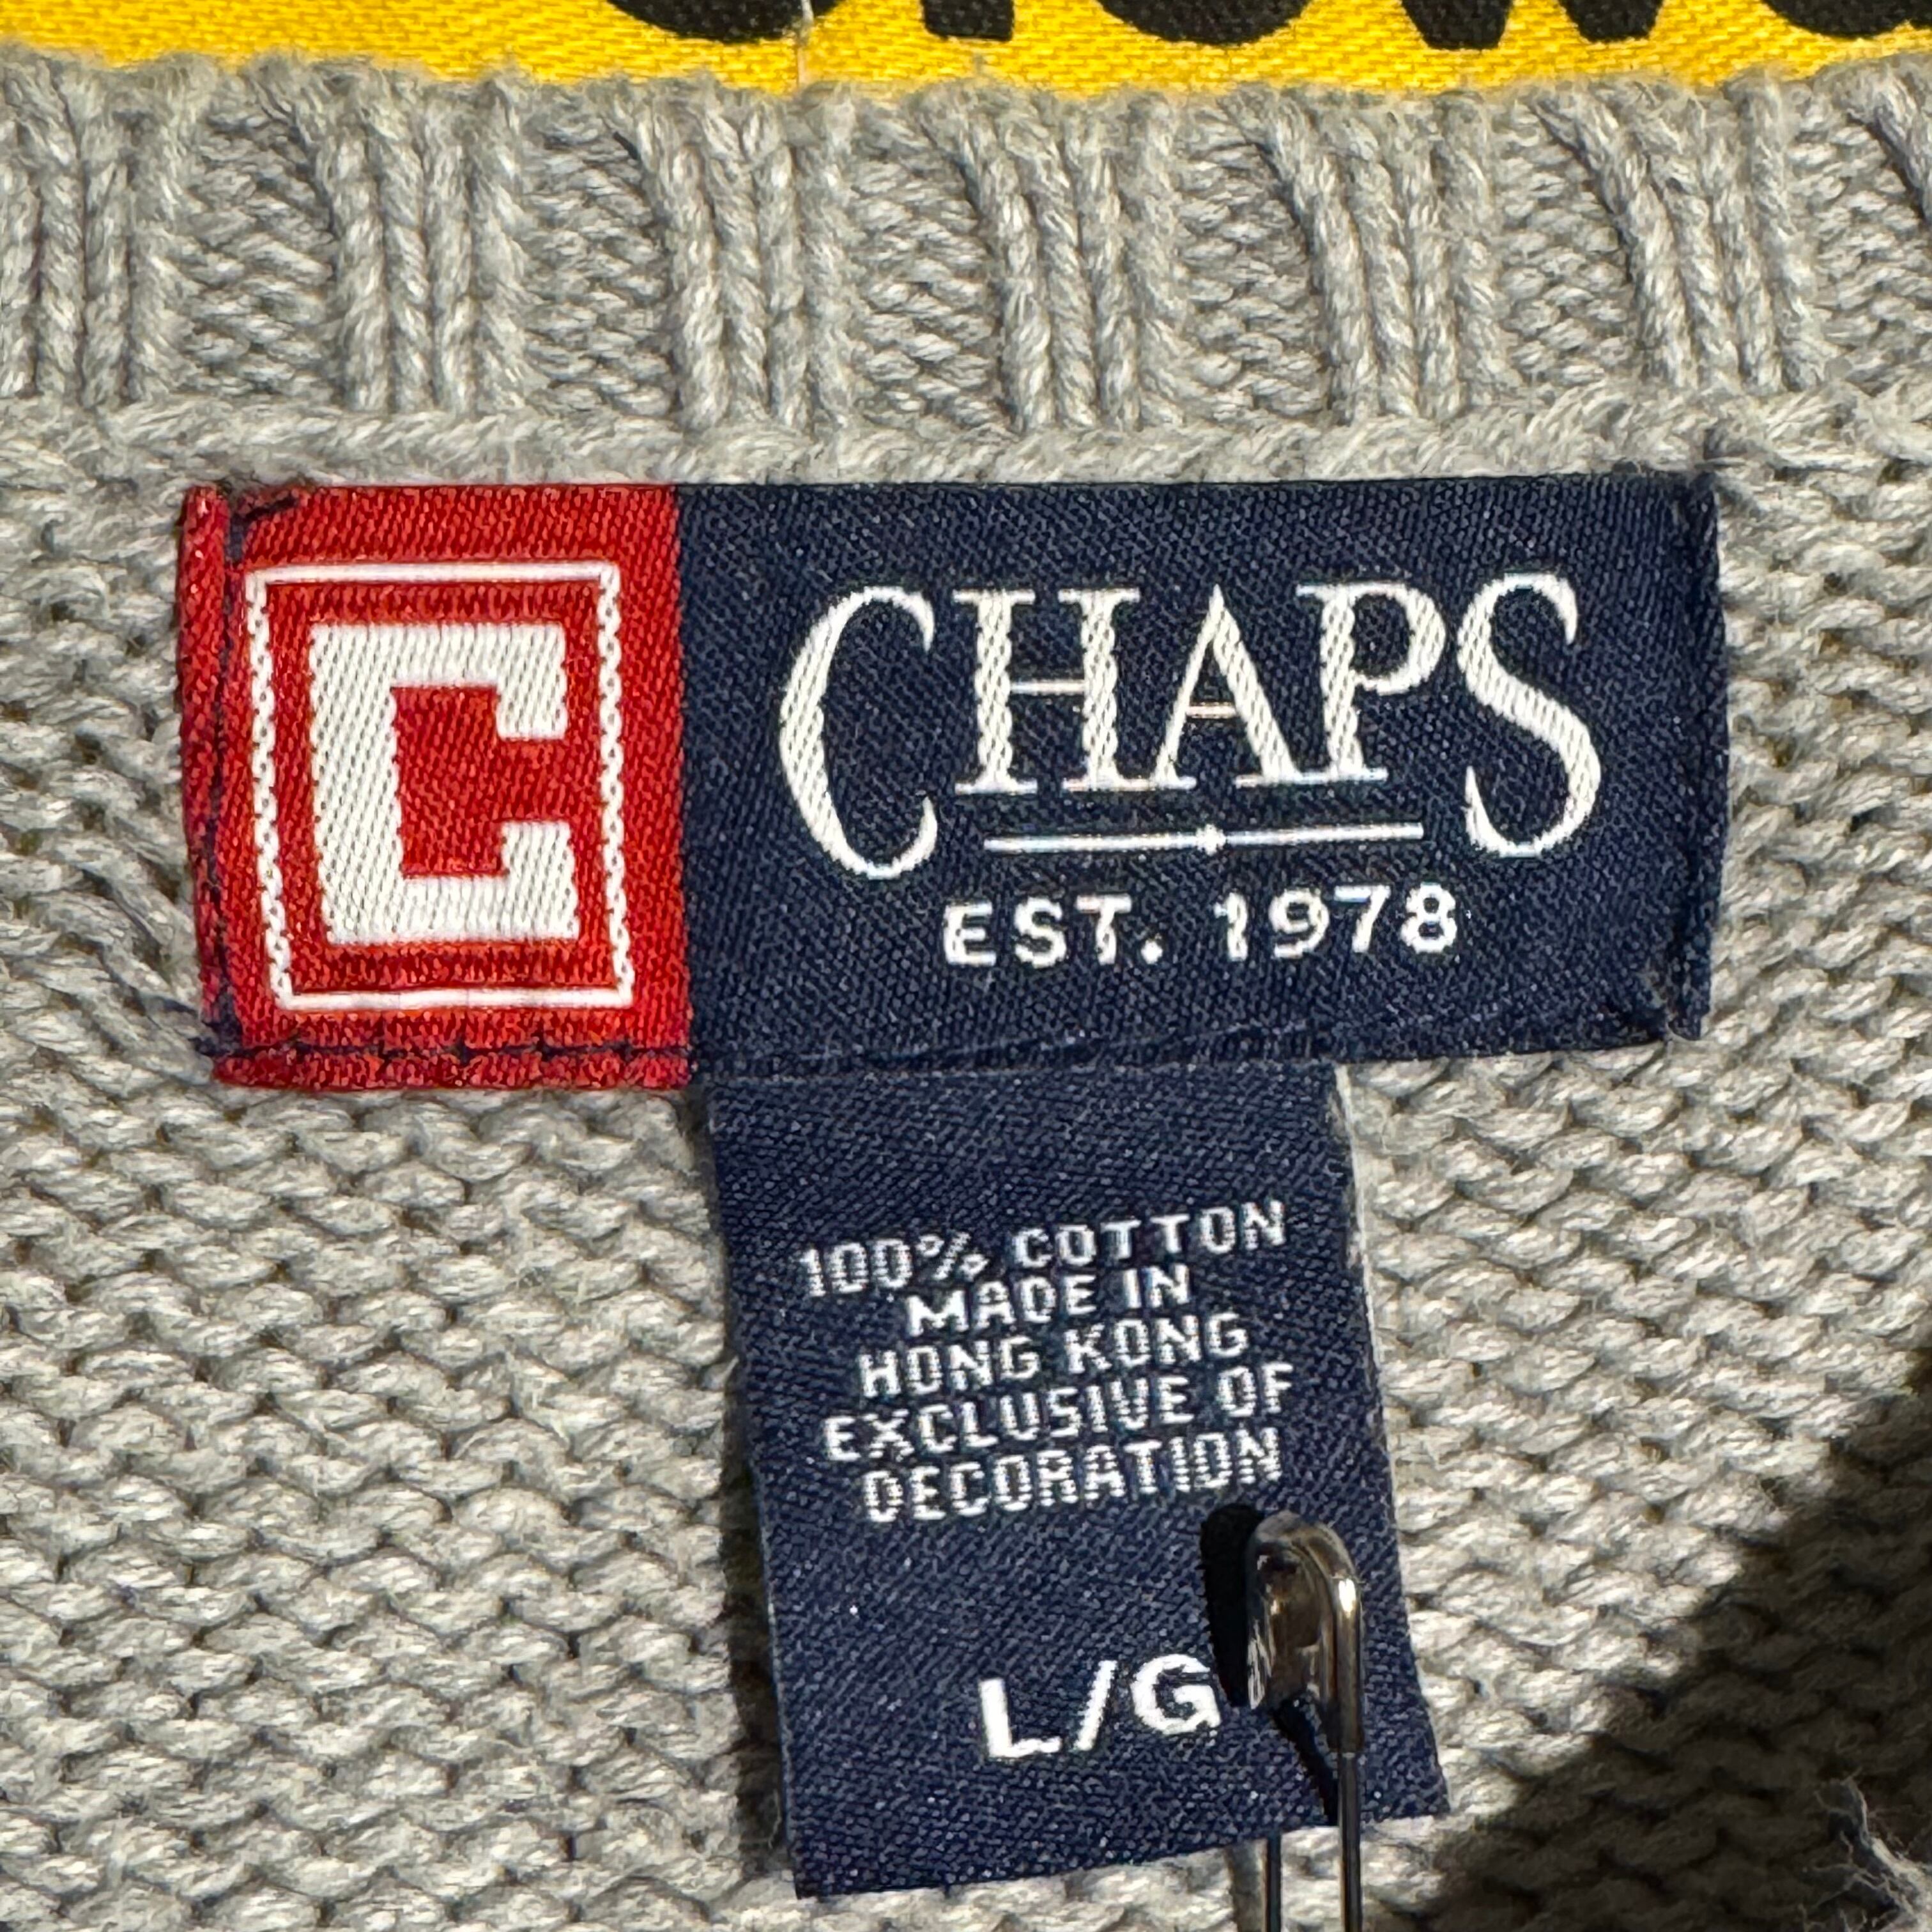 C
CHAPS
EST. 1978
100% COTTON
MADE IN
HONG KONG
EXCLUSIVE OF
DECORATION
L/G